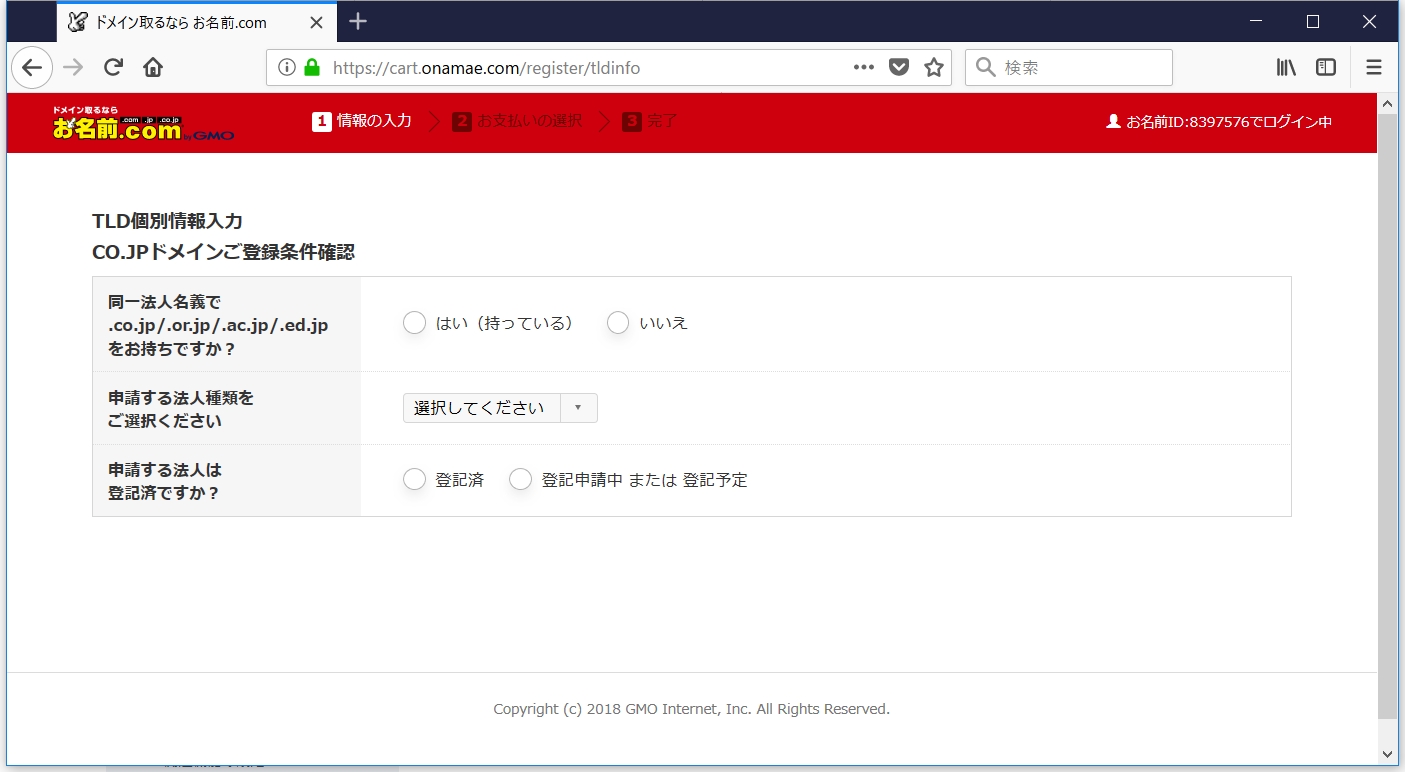 ドメイン取るなら お名前.com
https://cart.onamae.com/register/tldinfo
検索
ドメイン取るなら
.com .jp .co.jp
お名前.com by GMO
1 情報の入力
2 お支払いの選択
3 完了
お名前ID:8397576でログイン中
TLD個別情報入力
CO.JPドメインご登録条件確認
同一法人名義で
.co.jp/.or.jp/.ac.jp/.ed.jp
をお持ちですか？
はい（持っている） いいえ
申請する法人種類を
ご選択ください
選択してください
申請する法人は
登記済ですか？
登記済 登記申請中 または 登記予定
Copyright (c) 2018 GMO Internet, Inc. All Rights Reserved.